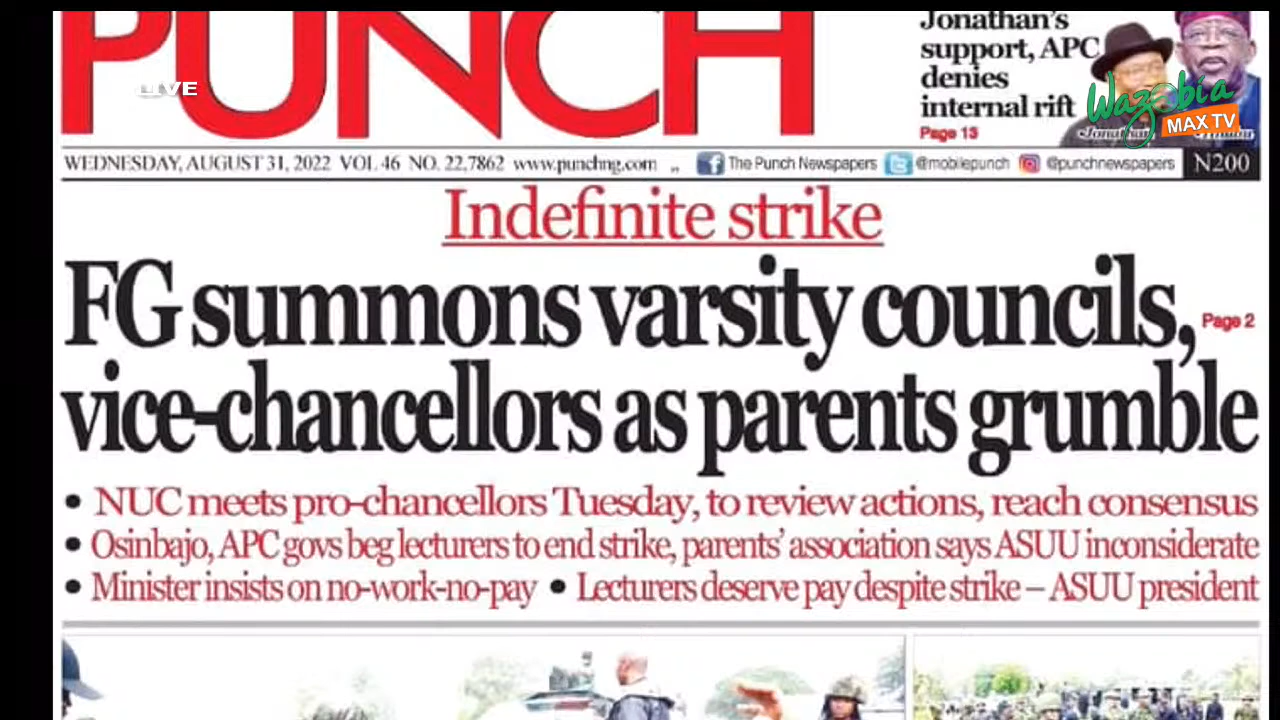 PUNCH
LIVE
Jonathan's
support, APC
denies
internal rift
Page 13
Wazobia
MAX TV
WEDNESDAY, AUGUST 31, 2022 VOL. 46 NO. 22,7862 www.punchng.com ,, The Punch Newspapers @mobilepunch @punchnewspapers N200
Indefinite strike
FG summons varsity councils, Page 2
vice-chancellors as parents grumble
• NUC meets pro-chancellors Tuesday, to review actions, reach consensus
• Osinbajo, APC govs beg lecturers to end strike, parents' association says ASUU inconsiderate
• Minister insists on no-work-no-pay • Lecturers deserve pay despite strike – ASUU president